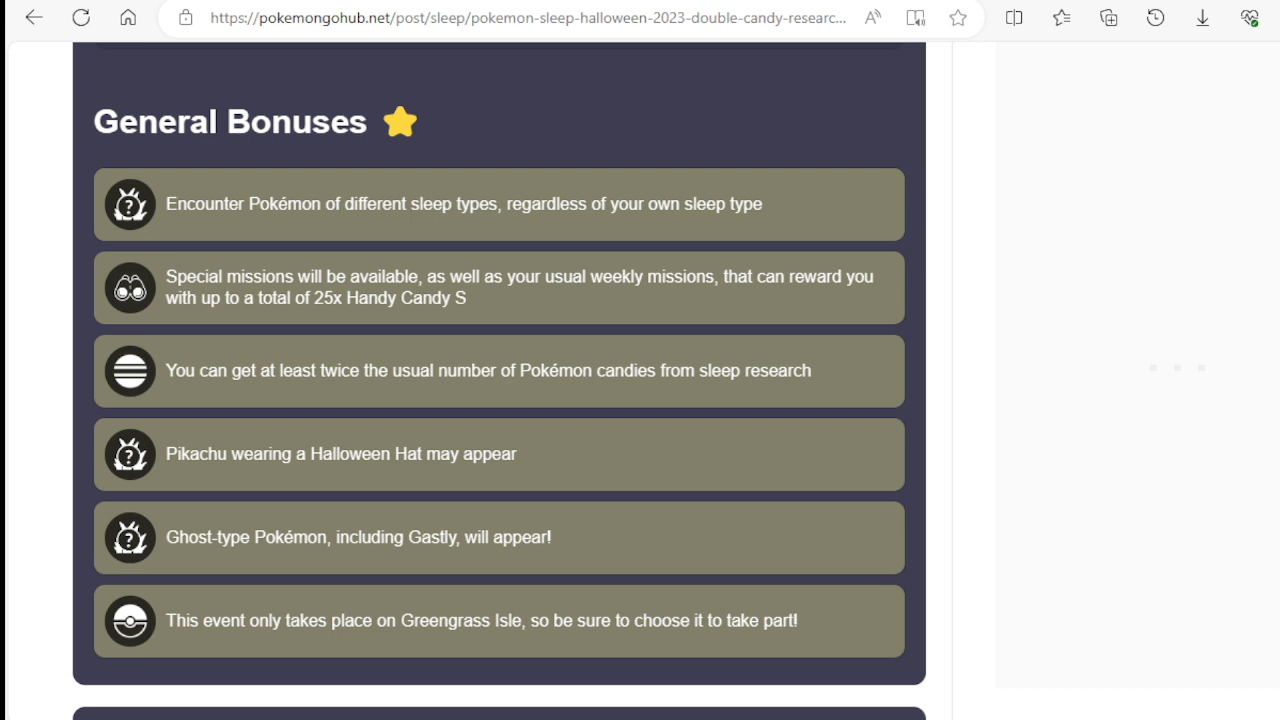 https://pokemongohub.net/post/sleep/pokemon-sleep-halloween-2023-double-candy-researc...
General Bonuses
Encounter Pokémon of different sleep types, regardless of your own sleep type
Special missions will be available, as well as your usual weekly missions, that can reward you
with up to a total of 25x Handy Candy S
You can get at least twice the usual number of Pokémon candies from sleep research
Pikachu wearing a Halloween Hat may appear
Ghost-type Pokémon, including Gastly, will appear!
This event only takes place on Greengrass Isle, so be sure to choose it to take part!